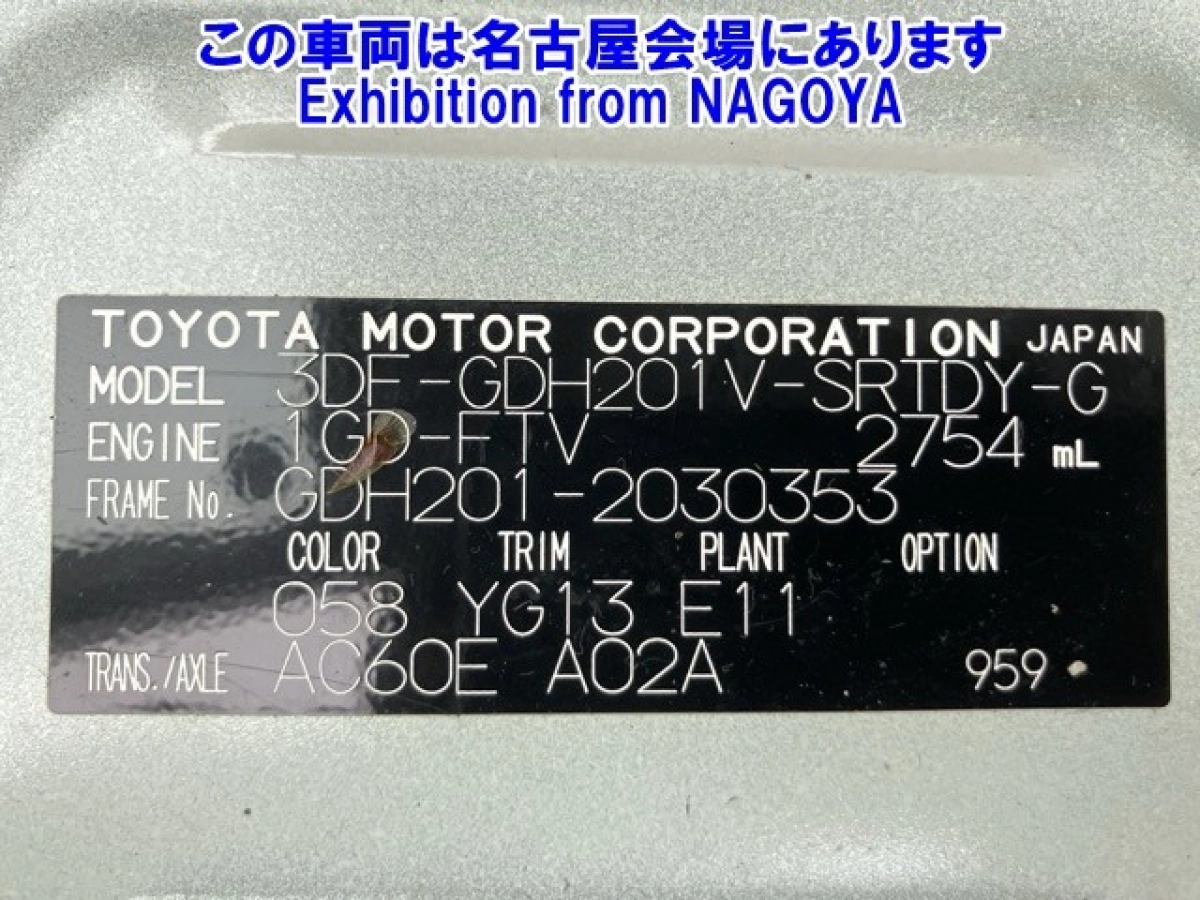 この車両は名古屋会場にあります
Exhibition from NAGOYA
TOYOTA MOTOR CORPORATION JAPAN
MODEL 3DF-GDH201V-SRTDY-G
ENGINE 1GD-FTV 2754 mL
FRAME No. GDH201-2030353
COLOR TRIM PLANT OPTION
058 YG13 E11
TRANS./AXLE AC60E A02A 959